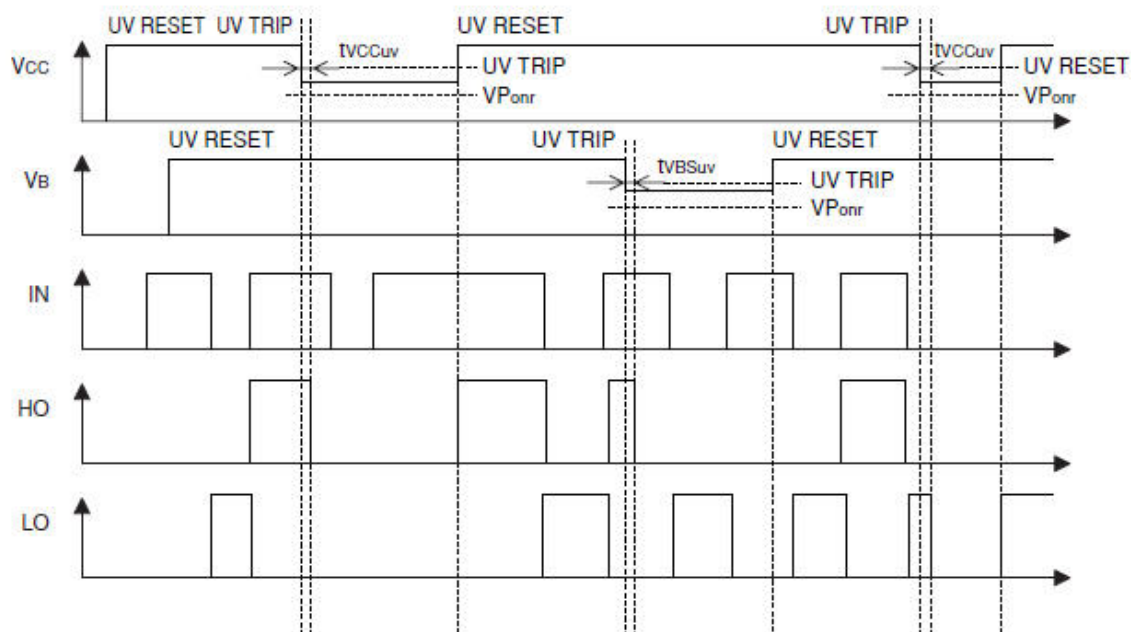 UV RESET UV TRIP UV RESET UV TRIP
VCC tVCCuv UV TRIP tVCCuv UV RESET
VPonr VPonr
UV RESET UV TRIP UV RESET
VB tVBSuv UV TRIP
VPonr
IN
HO
LO